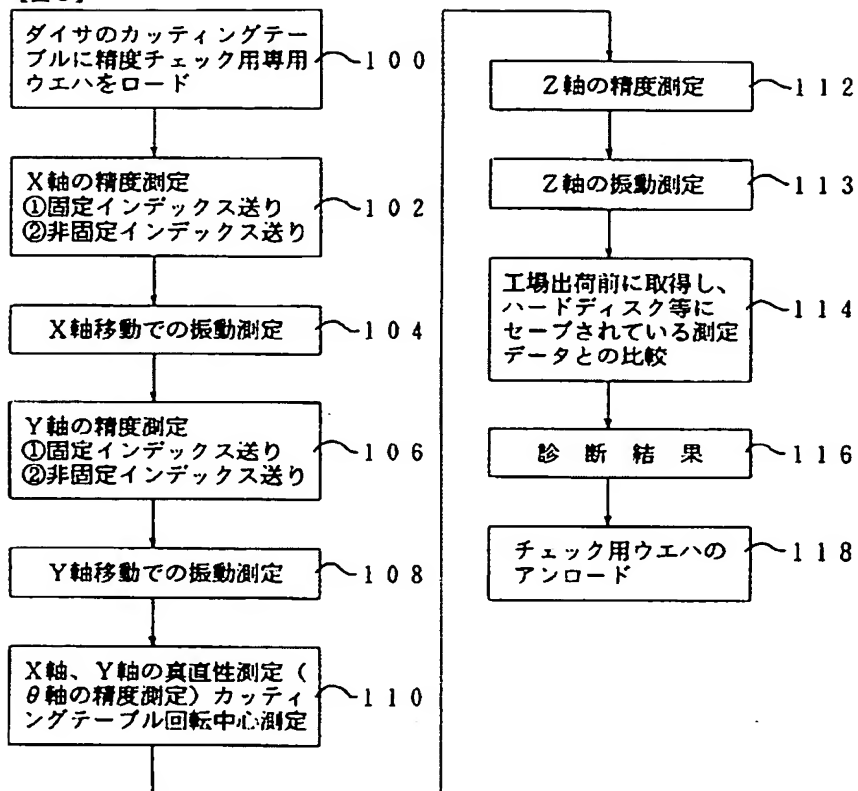 ダイサのカッティングテー
ブルに精度チェック用専用
ウエハをロード
100
X軸の精度測定
①固定インデックス送り
②非固定インデックス送り
102
X軸移動での振動測定
104
Y軸の精度測定
①固定インデックス送り
②非固定インデックス送り
106
Y軸移動での振動測定
108
X軸、Y軸の真直性測定(
θ軸の精度測定)カッティ
ングテーブル回転中心測定
110
Z軸の精度測定
112
Z軸の振動測定
113
工場出荷前に取得し、
ハードディスク等に
セーブされている測定
データとの比較
114
診断結果
116
チェック用ウエハの
アンロード
118